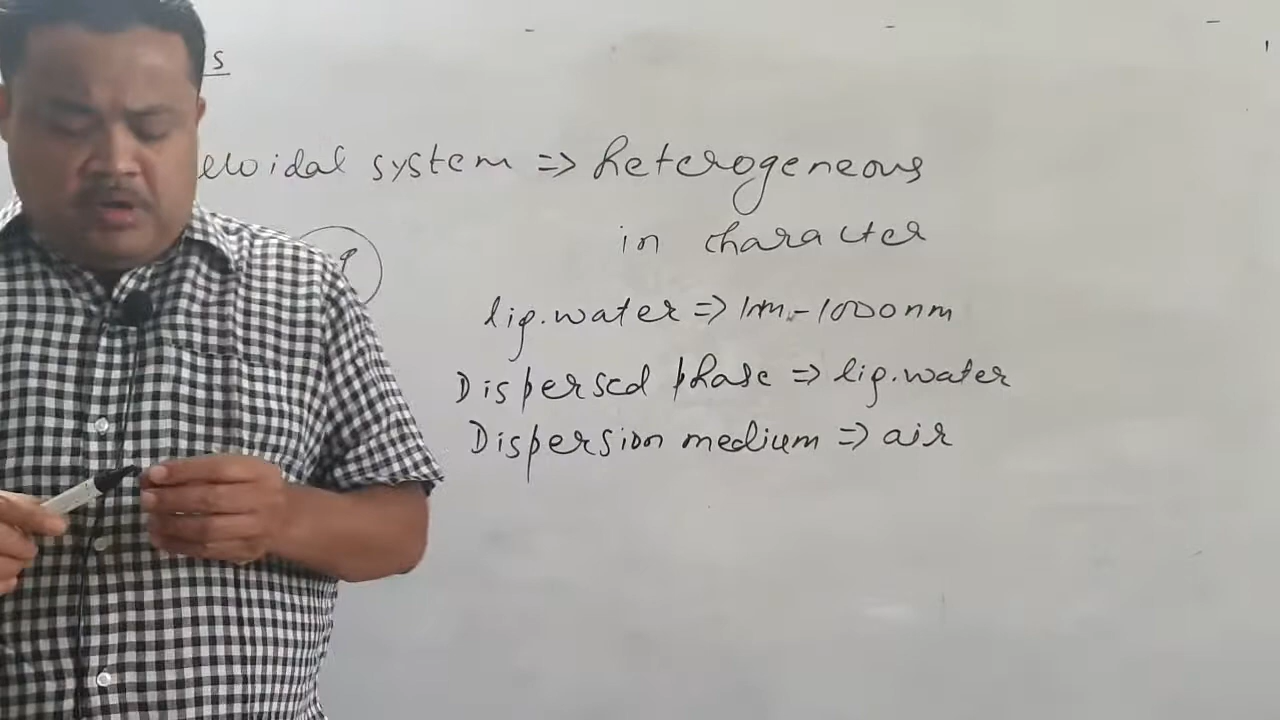 s
lloidal system => heterogeneous
in character
liq.water => 1nm-1000nm
Dispersed phase => liq.water
Dispersion medium => air